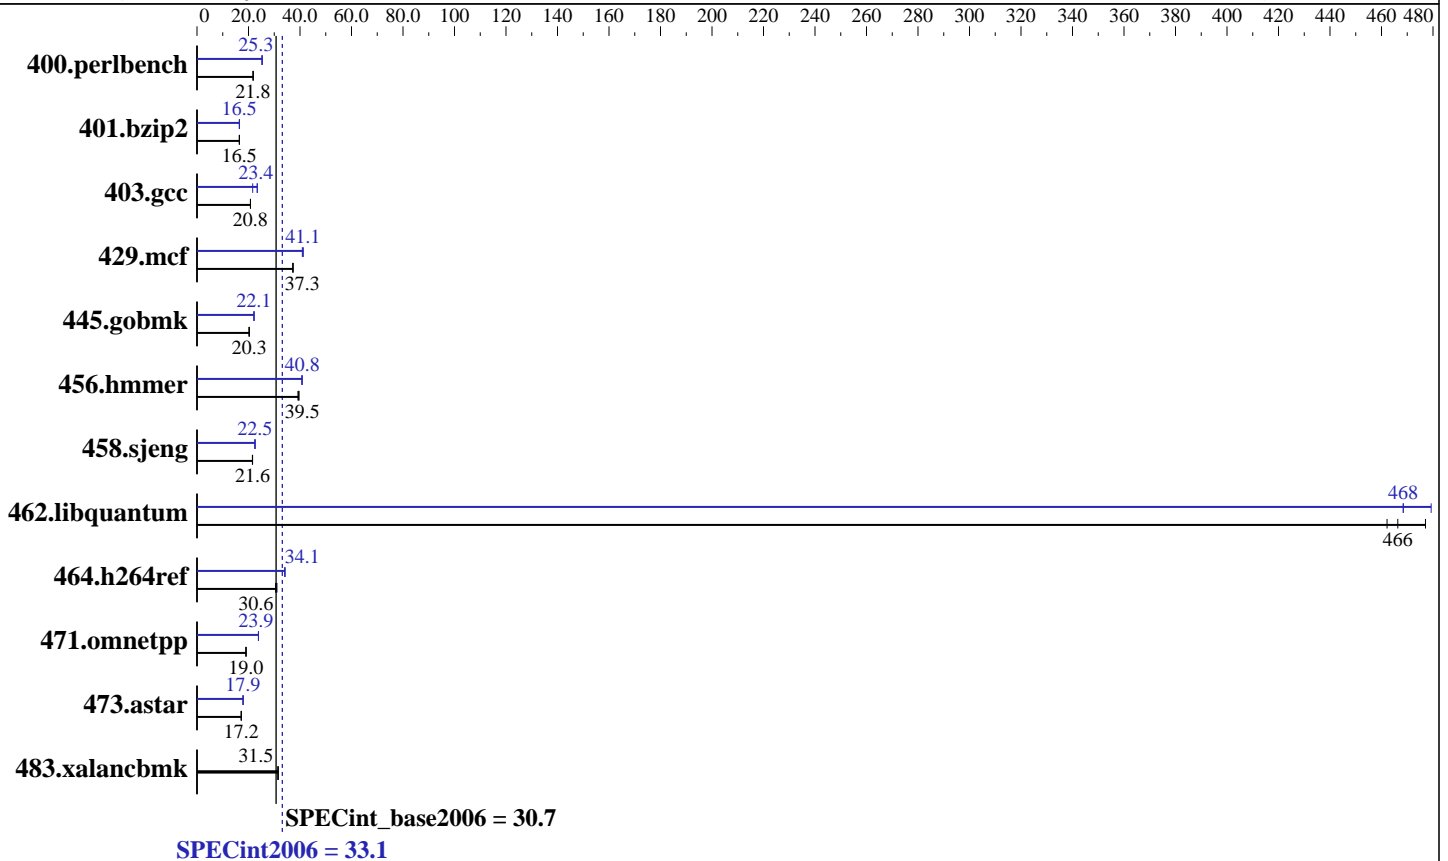 0 20.0 40.0 60.0 80.0 100 120 140 160 180 200 220 240 260 280 300 320 340 360 380 400 420 440 460 480
25.3
400.perlbench
21.8
16.5
401.bzip2
16.5
23.4
403.gcc
20.8
41.1
429.mcf
37.3
22.1
445.gobmk
20.3
40.8
456.hmmer
39.5
22.5
458.sjeng
21.6
468
462.libquantum
466
34.1
464.h264ref
30.6
23.9
471.omnetpp
19.0
17.9
473.astar
17.2
31.5
483.xalancbmk
SPECint_base2006 = 30.7
SPECint2006 = 33.1